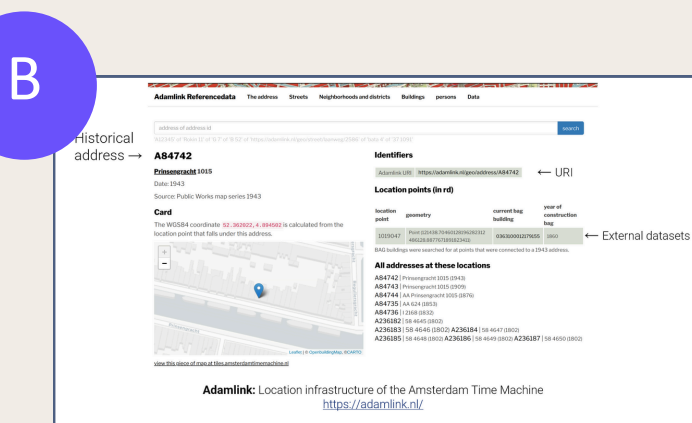 B
Adamlink Referencedata The address Streets Neighborhoods and districts Buildings persons Data
address of address id
search
Historical
address →
A84742
Prinsengracht 1015
Date: 1943
Source: Public Works map series 1943
Card
The WGS84 coordinate 52.362022,4.884502 is calculated from the
location point that falls under this address.
+
−
Leaflet | © OpenbuildingMap, ©CARTO
view this piece of map at tiles.amsterdamtimemachine.nl
Identifiers
Adamlink URI https://adamlink.nl/geo/address/A84742
← URI
Location points (in rd)
location point geometry current bag building year of construction bag
1019047
← External datasets
BAG buildings were searched for at points that were connected to a 1943 address.
All addresses at these locations
A84742 | Prinsengracht 1015 (1943)
A84743 | Prinsengracht 1015 (1909)
A84744 | AA Prinsengracht 1015 (1876)
A84735 | AA 624 (1853)
A84736 | I 2168 (1832)
A236182 | 58 4645 (1802)
A236183 | 58 4646 (1802) A236184 | 58 4647 (1802)
A236185 | 58 4648 (1802) A236186 | 58 4649 (1802) A236187 | 58 4650 (1802)
Adamlink: Location infrastructure of the Amsterdam Time Machine
https://adamlink.nl/